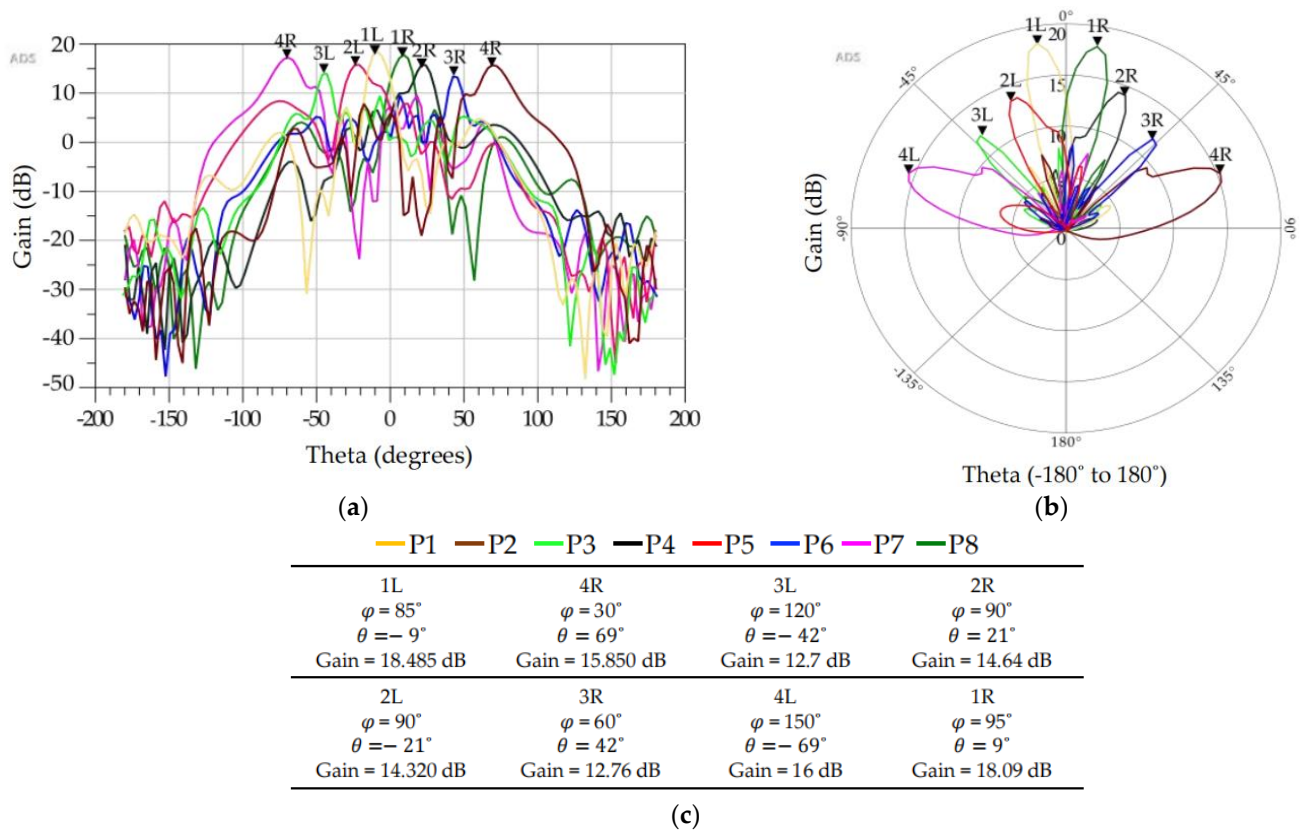 ADS
20
10
0
-10
-20
-30
-40
-50
Gain (dB)
4R 3L 2L 1L 1R 2R 3R 4R
-200 -150 -100 -50 0 50 100 150 200
Theta (degrees)
(a)
ADS
0°
20
15
10
0
Gain (dB)
1L 1R
2L 2R
3L 3R
4L 4R
-45° 45°
-90° 90°
-135° 135°
180°
Theta (-180° to 180°)
(b)
P1 P2 P3 P4 P5 P6 P7 P8
1L 4R 3L 2R
φ = 85° φ = 30° φ = 120° φ = 90°
θ =− 9° θ = 69° θ =− 42° θ = 21°
Gain = 18.485 dB Gain = 15.850 dB Gain = 12.7 dB Gain = 14.64 dB
2L 3R 4L 1R
φ = 90° φ = 60° φ = 150° φ = 95°
θ =− 21° θ = 42° θ =− 69° θ = 9°
Gain = 14.320 dB Gain = 12.76 dB Gain = 16 dB Gain = 18.09 dB
(c)